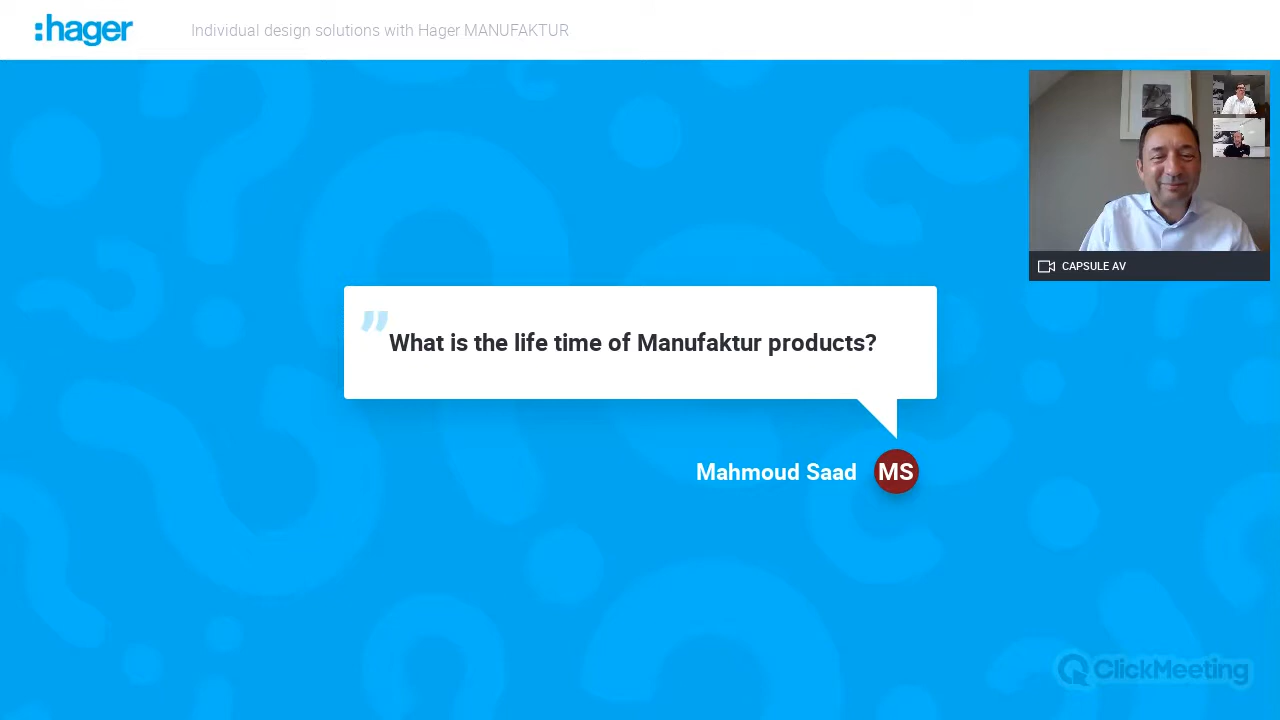 :hager
Individual design solutions with Hager MANUFAKTUR
CAPSULE AV
" What is the life time of Manufaktur products?
Mahmoud Saad MS
ClickMeeting